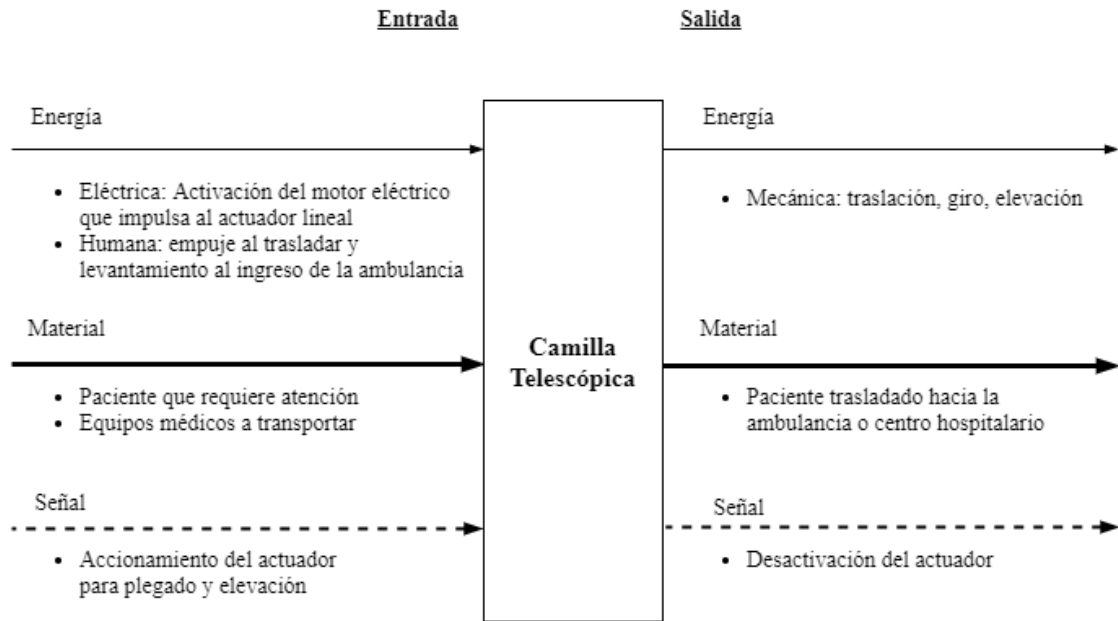 Entrada
Salida
Energía
• Eléctrica: Activación del motor eléctrico
que impulsa al actuador lineal
• Humana: empuje al trasladar y
levantamiento al ingreso de la ambulancia
Material
• Paciente que requiere atención
• Equipos médicos a transportar
Señal
• Accionamiento del actuador
para plegado y elevación
Camilla
Telescópica
Energía
• Mecánica: traslación, giro, elevación
Material
• Paciente trasladado hacia la
ambulancia o centro hospitalario
Señal
• Desactivación del actuador